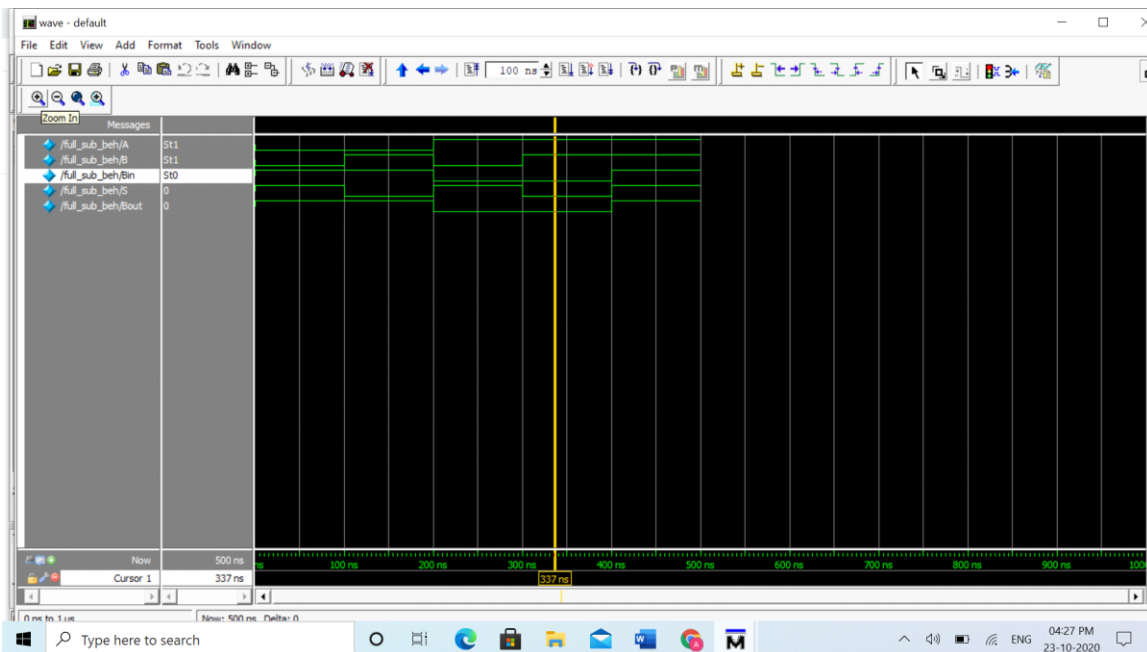 wave - default
File Edit View Add Format Tools Window
100 ns
Zoom In
Messages
/full_sub_beh/A St1
/full_sub_beh/B St1
/full_sub_beh/Bin St0
/full_sub_beh/S 0
/full_sub_beh/Bout 0
Now 500 ns
ns 100 ns 200 ns 300 ns 400 ns 500 ns 600 ns 700 ns 800 ns 900 ns 100
Cursor 1 337 ns
337 ns
0 ns to 1 us Now: 500 ns Delta: 0
Type here to search
ENG
04:27 PM
23-10-2020